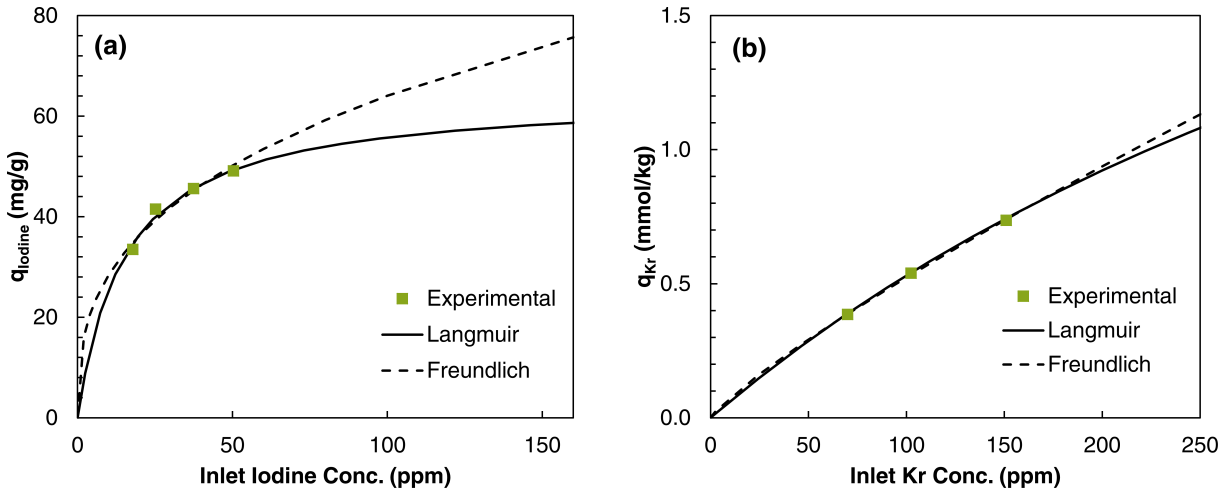 (a)
80
60
40
20
0
q_Iodine (mg/g)
Experimental
Langmuir
Freundlich
0 50 100 150
Inlet Iodine Conc. (ppm)
(b)
1.5
1.0
0.5
0.0
q_Kr (mmol/kg)
Experimental
Langmuir
Freundlich
0 50 100 150 200 250
Inlet Kr Conc. (ppm)